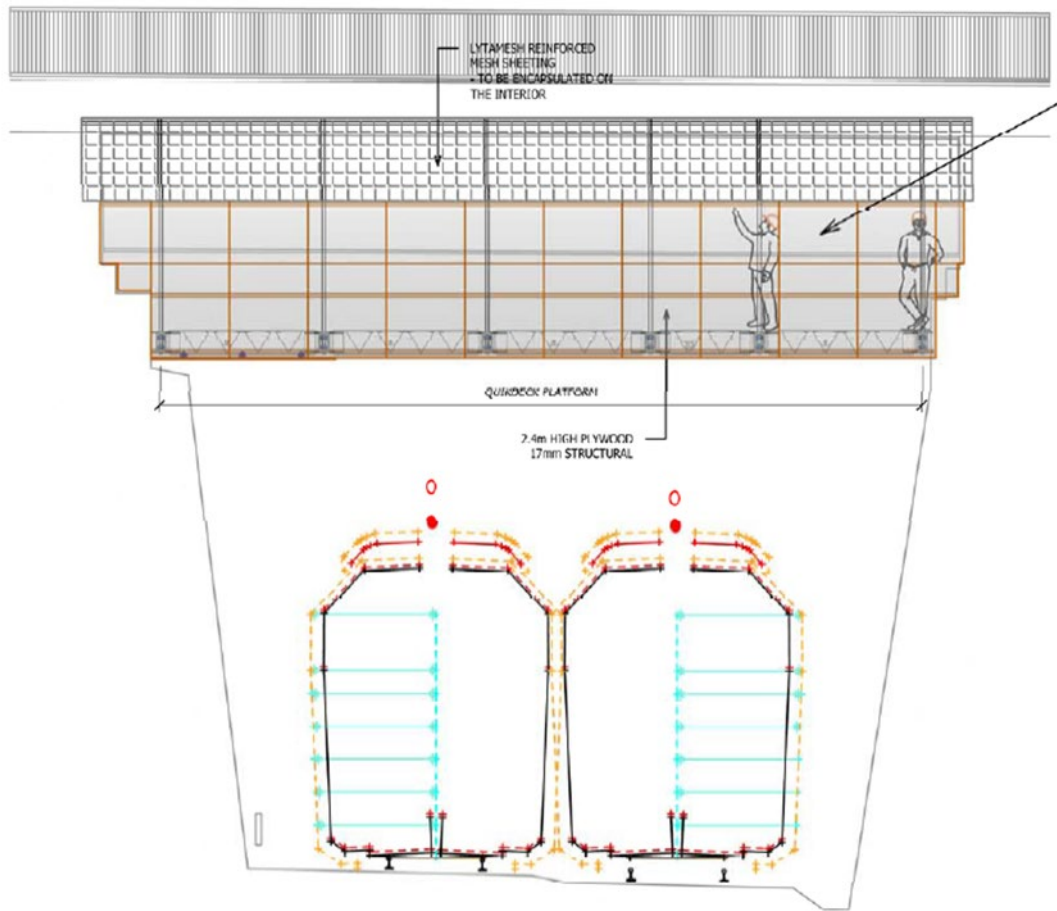 LYTAMESH REINFORCED
MESH SHEETING
- TO BE ENCAPSULATED ON
THE INTERIOR
QUIKDECK PLATFORM
2.4m HIGH PLYWOOD
17mm STRUCTURAL